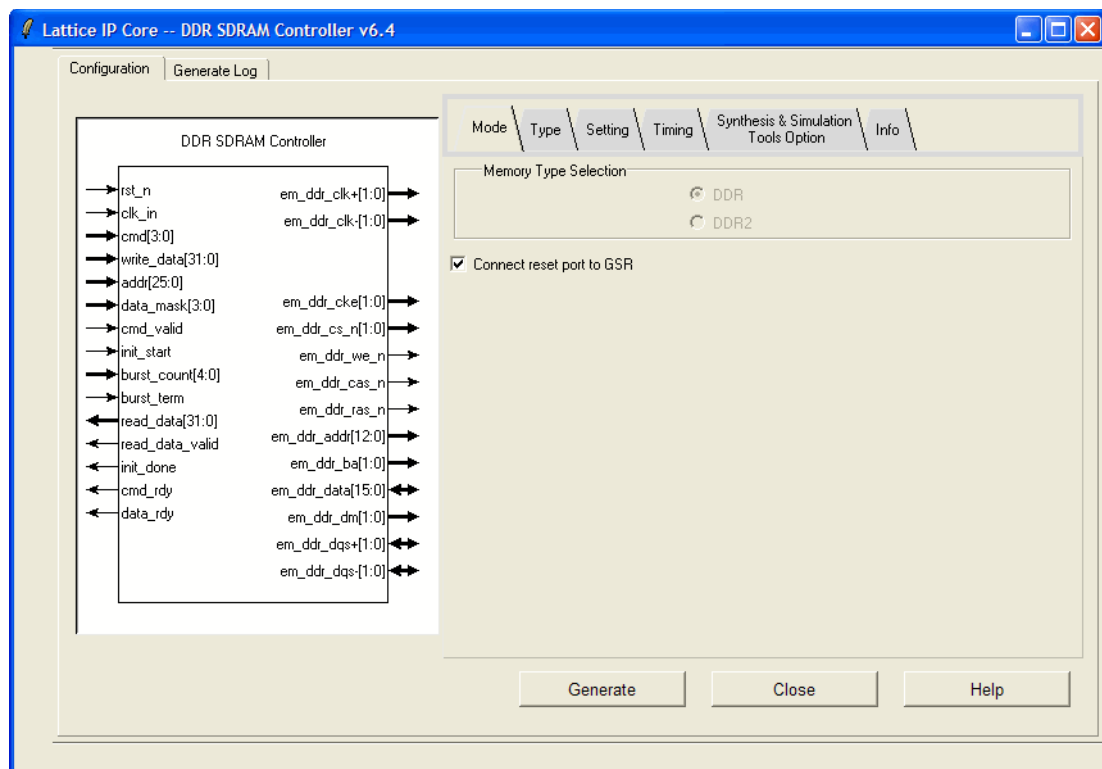 Lattice IP Core -- DDR SDRAM Controller v6.4
Configuration
Generate Log
DDR SDRAM Controller
rst_n
clk_in
cmd[3:0]
write_data[31:0]
addr[25:0]
data_mask[3:0]
cmd_valid
init_start
burst_count[4:0]
burst_term
read_data[31:0]
read_data_valid
init_done
cmd_rdy
data_rdy
em_ddr_clk+[1:0]
em_ddr_clk-[1:0]
em_ddr_cke[1:0]
em_ddr_cs_n[1:0]
em_ddr_we_n
em_ddr_cas_n
em_ddr_ras_n
em_ddr_addr[12:0]
em_ddr_ba[1:0]
em_ddr_data[15:0]
em_ddr_dm[1:0]
em_ddr_dqs+[1:0]
em_ddr_dqs-[1:0]
Mode
Type
Setting
Timing
Synthesis & Simulation
Tools Option
Info
Memory Type Selection
DDR
DDR2
Connect reset port to GSR
Generate
Close
Help